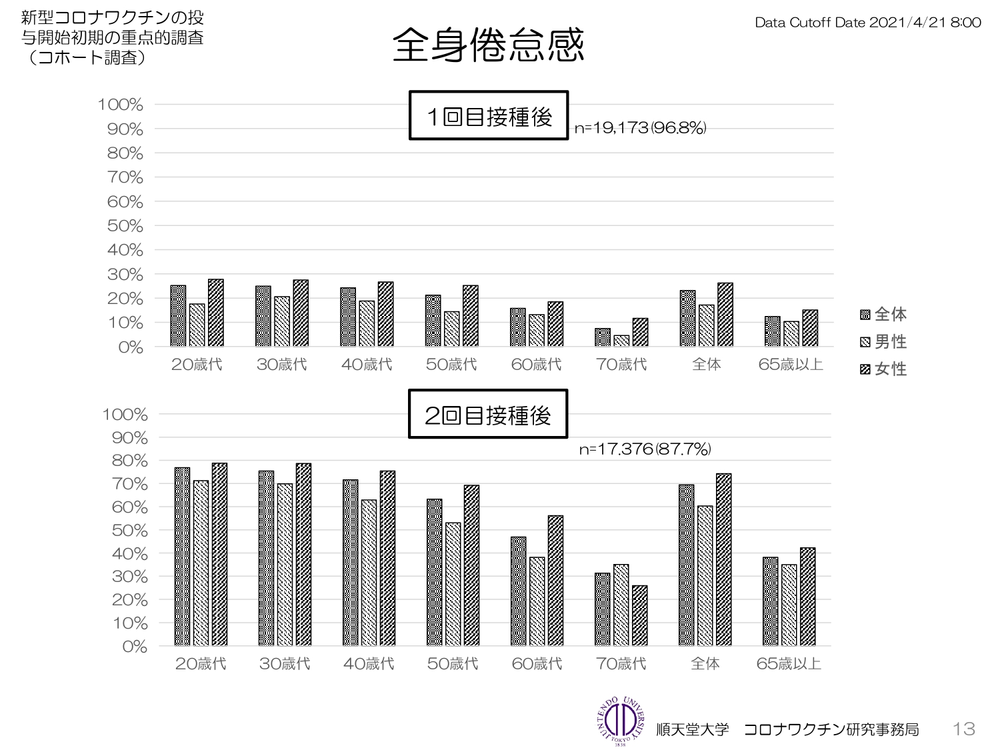 新型コロナワクチンの投
与開始初期の重点的調査
（コホート調査）
全身倦怠感
Data Cutoff Date 2021/4/21 8:00
1回目接種後
n=19,173(96.8%)
100%
90%
80%
70%
60%
50%
40%
30%
20%
10%
0%
20歳代 30歳代 40歳代 50歳代 60歳代 70歳代 全体 65歳以上
全体
男性
女性
2回目接種後
n=17.376(87.7%)
100%
90%
80%
70%
60%
50%
40%
30%
20%
10%
0%
20歳代 30歳代 40歳代 50歳代 60歳代 70歳代 全体 65歳以上
JUNTENDO UNIVERSITY
TOKYO
1838
順天堂大学　コロナワクチン研究事務局
13